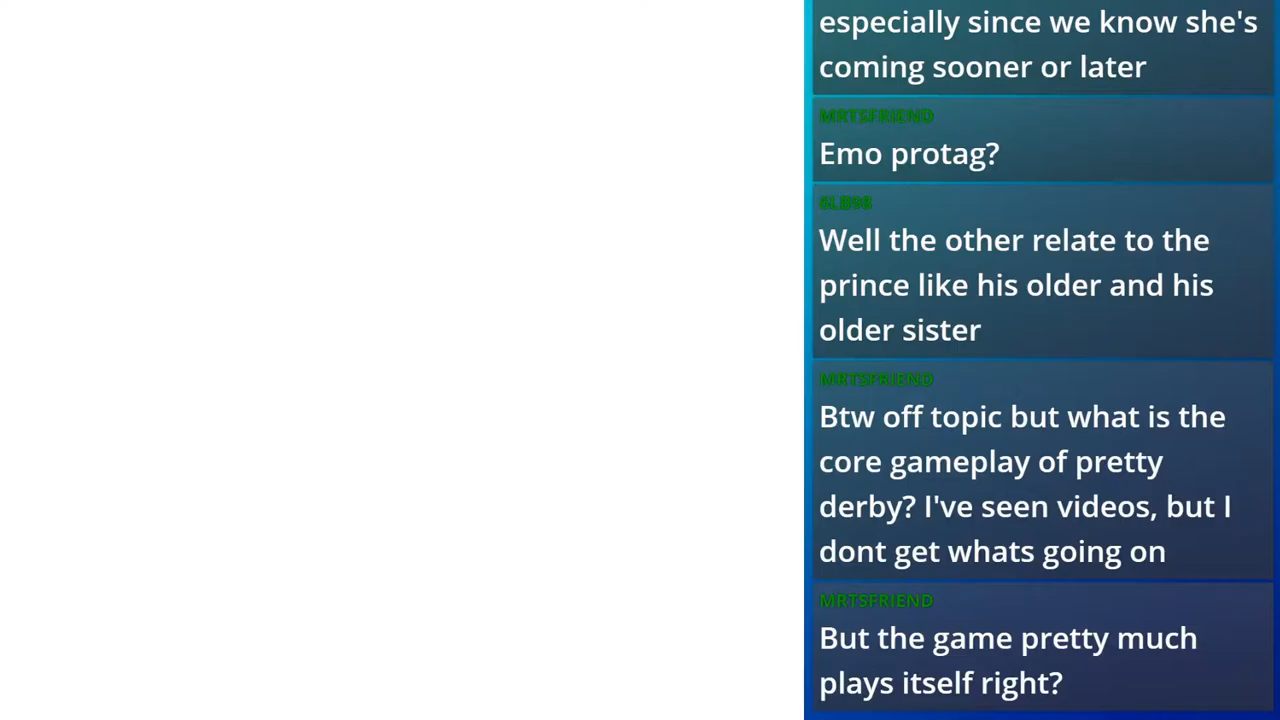 especially since we know she's
coming sooner or later
MRTSFRIEND
Emo protag?
Well the other relate to the
prince like his older and his
older sister
MRTSFRIEND
Btw off topic but what is the
core gameplay of pretty
derby? I've seen videos, but I
dont get whats going on
MRTSFRIEND
But the game pretty much
plays itself right?